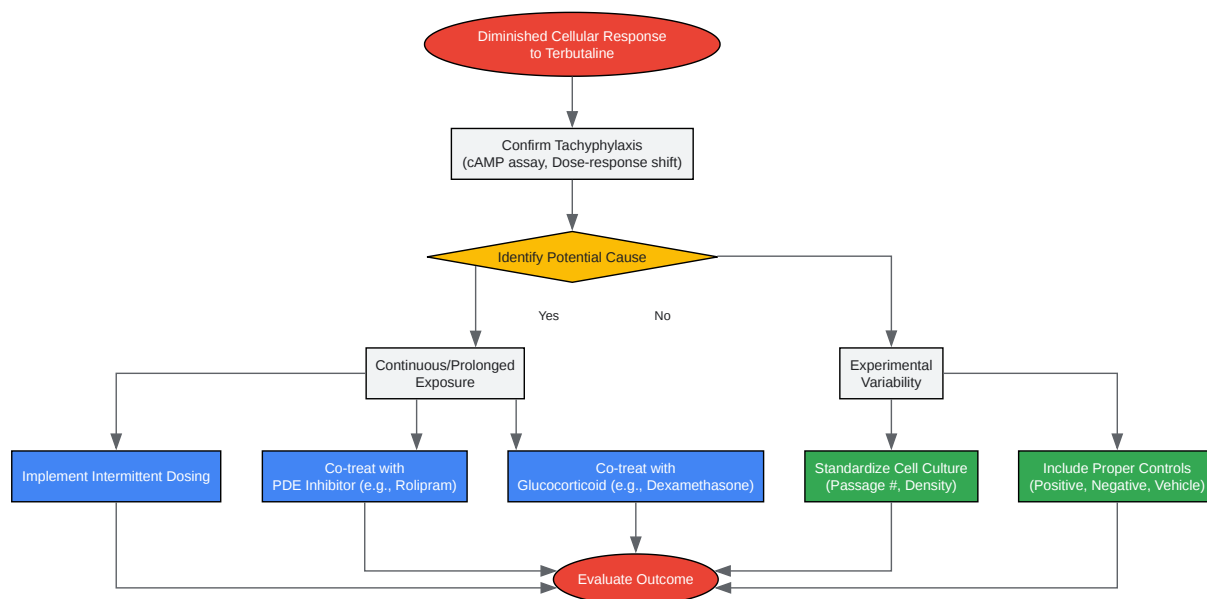 Diminished Cellular Response
to Terbutaline
Confirm Tachyphylaxis
(cAMP assay, Dose-response shift)
Identify Potential Cause
Yes
No
Continuous/Prolonged
Exposure
Experimental
Variability
Implement Intermittent Dosing
Co-treat with
PDE Inhibitor (e.g., Rolipram)
Co-treat with
Glucocorticoid (e.g., Dexamethasone)
Standardize Cell Culture
(Passage #, Density)
Include Proper Controls
(Positive, Negative, Vehicle)
Evaluate Outcome